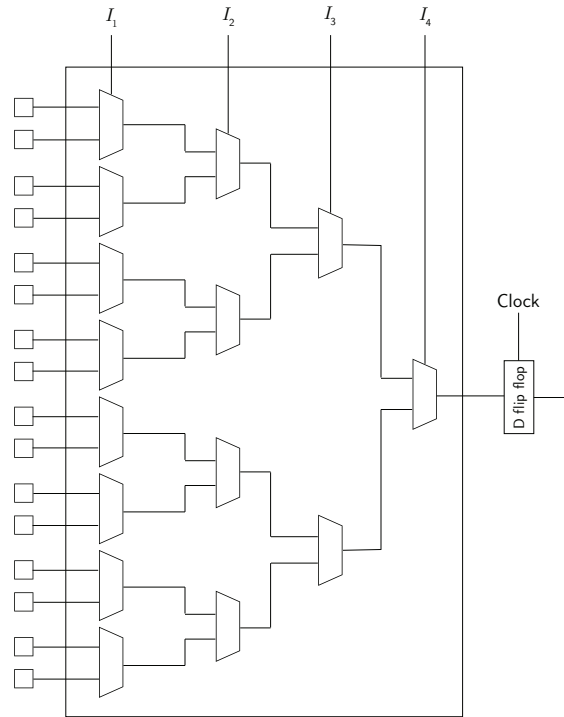 I₁
I₂
I₃
I₄
Clock
D flip flop